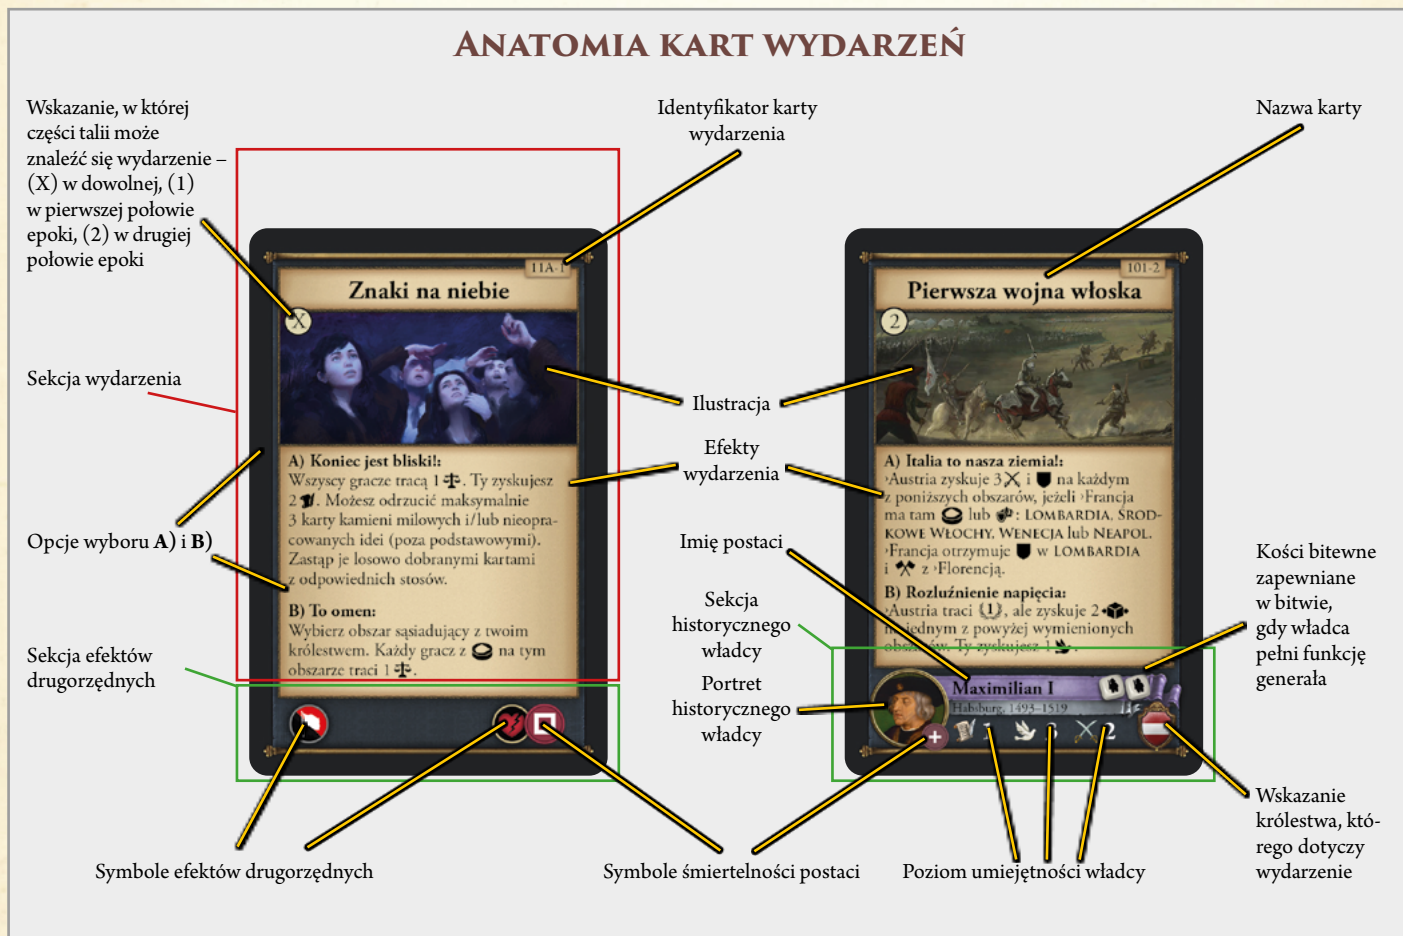 ANATOMIA KART WYDARZEŃ
Wskazanie, w której
części talii może
znaleźć się wydarzenie –
(X) w dowolnej, (1)
w pierwszej połowie
epoki, (2) w drugiej
połowie epoki
Identyfikator karty
wydarzenia
Nazwa karty
Sekcja wydarzenia
Opcje wyboru A) i B)
Sekcja efektów
drugorzędnych
11A-1
Znaki na niebie
X
A) Koniec jest bliski!:
Wszyscy gracze tracą 1 . Ty zyskujesz
2 . Możesz odrzucić maksymalnie
3 karty kamieni milowych i/lub nieopra-
cowanych idei (poza podstawowymi).
Zastąp je losowo dobranymi kartami
z odpowiednich stosów.
B) To omen:
Wybierz obszar sąsiadujący z twoim
królestwem. Każdy gracz z na tym
obszarze traci 1 .
Ilustracja
Efekty
wydarzenia
Imię postaci
Sekcja
historycznego
władcy
Portret
historycznego
władcy
101-2
Pierwsza wojna włoska
2
A) Italia to nasza ziemia!:
›Austria zyskuje 3 i na każdym
z poniższych obszarów, jeżeli ›Francja
ma tam lub : LOMBARDIA, ŚROD-
KOWE WŁOCHY, WENECJA lub NEAPOL.
›Francja otrzymuje w LOMBARDIA
i z ›Florencją.
B) Rozluźnienie napięcia:
›Austria traci (1), ale zyskuje 2
na jednym z powyżej wymienionych
obszarów. Ty zyskujesz 1 .
Maximilian I
Habsburg, 1493–1519
1 3 2
Kości bitewne
zapewniane
w bitwie,
gdy władca
pełni funkcję
generała
Wskazanie
królestwa, któ-
rego dotyczy
wydarzenie
Symbole efektów drugorzędnych
Symbole śmiertelności postaci
Poziom umiejętności władcy